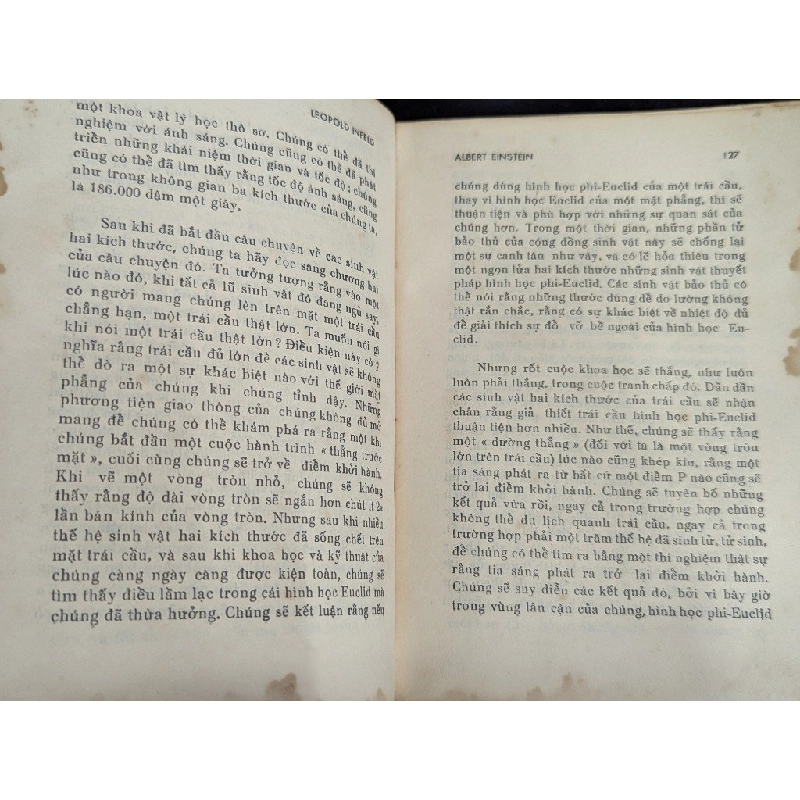 LEOPOLD INFELD
một khoa vật lý học thô sơ. Chúng có thể đã thí
nghiệm với ánh sáng. Chúng cũng có thể đã phát
triển những khái niệm thời gian và tốc độ; chúng
cũng có thể đã tìm thấy rằng tốc độ ánh sáng, cũng
như trong không gian ba kích thước của chúng ta,
là 186.000 dậm một giây.
Sau khi đã bắt đầu câu chuyện về các sinh vật
hai kích thước, chúng ta hãy đọc sang chương hai
của câu chuyện đó. Ta tưởng tượng rằng vào một
lúc nào đó, khi tất cả lũ sinh vật đó đang ngủ say,
có người mang chúng lên trên mặt một trái cầu
chẳng hạn, một trái cầu thật lớn. Ta muốn nói gì
khi nói một trái cầu thật lớn ? Điều kiện này có
nghĩa rằng trái cầu đủ lớn để các sinh vật sẽ không
thể dò ra một sự khác biệt nào với thế giới mặt
phẳng của chúng khi chúng tỉnh dậy. Những
phương tiện giao thông của chúng không đủ mở
mang để chúng có thể khám phá ra rằng một khi
chúng bắt đầu một cuộc hành trình « thẳng trước
mặt », cuối cùng chúng sẽ trở về điểm khởi hành.
Khi vẽ một vòng tròn nhỏ, chúng sẽ không
thấy rằng độ dài vòng tròn sẽ ngắn hơn chút ít 2π
lần bán kính của vòng tròn. Nhưng sau khi nhiều
thế hệ sinh vật hai kích thước đã sống chết trên
mặt trái cầu, và sau khi khoa học và kỹ thuật của
chúng càng ngày càng được kiện toàn, chúng sẽ
tìm thấy điều lầm lạc trong cái hình học Euclid mà
chúng đã thừa hưởng. Chúng sẽ kết luận rằng nếu
ALBERT EINSTEIN 127
chúng dùng hình học phi-Euclid của một trái cầu,
thay vì hình học Euclid của một mặt phẳng, thì sẽ
thuận tiện và phù hợp với những sự quan sát của
chúng hơn. Trong một thời gian, những phần tử
bảo thủ của cộng đồng sinh vật này sẽ chống lại
một sự canh tân như vậy, và có lẽ hỏa thiêu trong
một ngọn lửa hai kích thước những sinh vật thuyết
pháp hình học phi-Euclid. Các sinh vật bảo thủ có
thể nói rằng những thước dùng để đo lường không
thật rắn chắc, rằng có sự khác biệt về nhiệt độ đủ
để giải thích sự đổ vỡ bề ngoài của hình học Eu-
clid.
Nhưng rốt cuộc khoa học sẽ thắng, như luôn
luôn phải thắng, trong cuộc tranh chấp đó. Dần dần
các sinh vật hai kích thước của trái cầu sẽ nhận
chân rằng giả thiết trái cầu hình học phi-Euclid
thuận tiện hơn nhiều. Như thế, chúng sẽ thấy rằng
một « đường thẳng » (đối với ta là một vòng tròn
lớn trên trái cầu) lúc nào cũng khép kín, rằng một
tia sáng phát ra từ bất cứ một điểm P nào cũng sẽ
trở lại điểm khởi hành. Chúng sẽ tuyên bố những
kết quả vừa rồi, ngay cả trong trường hợp chúng
không thể du lịch quanh trái cầu, ngay cả trong
trường hợp phải một trăm thế hệ đã sinh tử, tử sinh,
để chúng có thể tìm ra bằng một thí nghiệm thật sự
rằng tia sáng phát ra trở lại điểm khởi hành.
Chúng sẽ suy diễn các kết quả đó, bởi vì bây giờ
trong vùng lân cận của chúng, hình học phi-Euclid